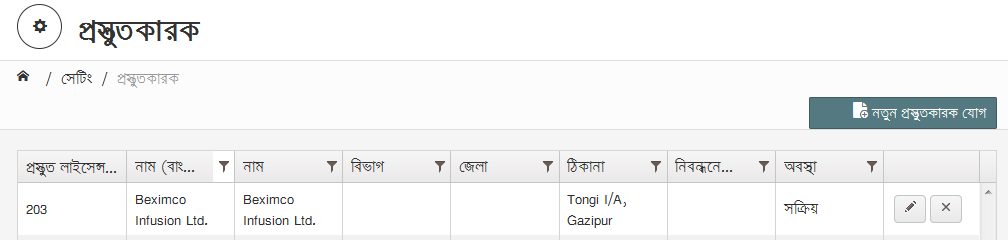 প্রস্তুতকারক
/ সেটিং / প্রস্তুতকারক
নতুন প্রস্তুতকারক যোগ
প্রস্তুত লাইসেন্স... নাম (বাং... নাম বিভাগ জেলা ঠিকানা নিবন্ধনে... অবস্থা
203 Beximco Infusion Ltd. Beximco Infusion Ltd. Tongi I/A, Gazipur সক্রিয়